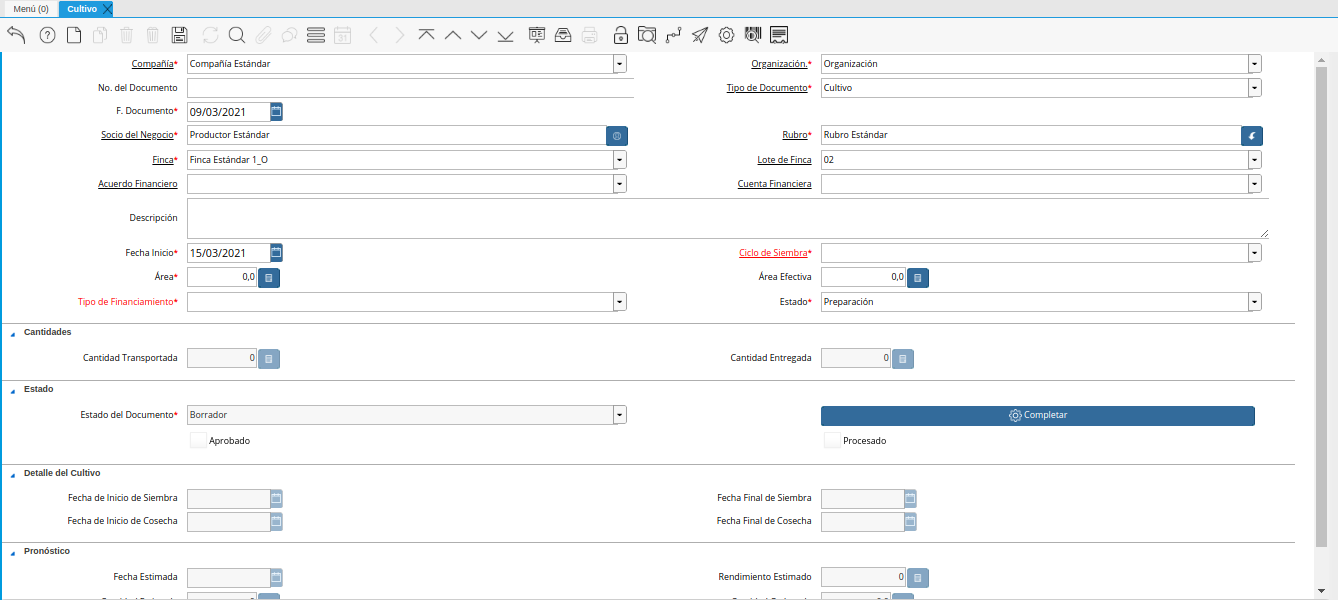 Menú (0) Cultivo
31
Compañía* Compañía Estándar Organización.* Organización
No. del Documento Tipo de Documento* Cultivo
F. Documento* 09/03/2021
Socio del Negocio* Productor Estándar Rubro* Rubro Estándar
Finca* Finca Estándar 1_O Lote de Finca 02
Acuerdo Financiero Cuenta Financiera
Descripción
Fecha Inicio* 15/03/2021 Ciclo de Siembra*
Área* 0,0 Área Efectiva 0,0
Tipo de Financiamiento* Estado* Preparación
Cantidades
Cantidad Transportada 0 Cantidad Entregada 0
Estado
Estado del Documento* Borrador Completar
Aprobado Procesado
Detalle del Cultivo
Fecha de Inicio de Siembra Fecha Final de Siembra
Fecha de Inicio de Cosecha Fecha Final de Cosecha
Pronóstico
Fecha Estimada Rendimiento Estimado 0